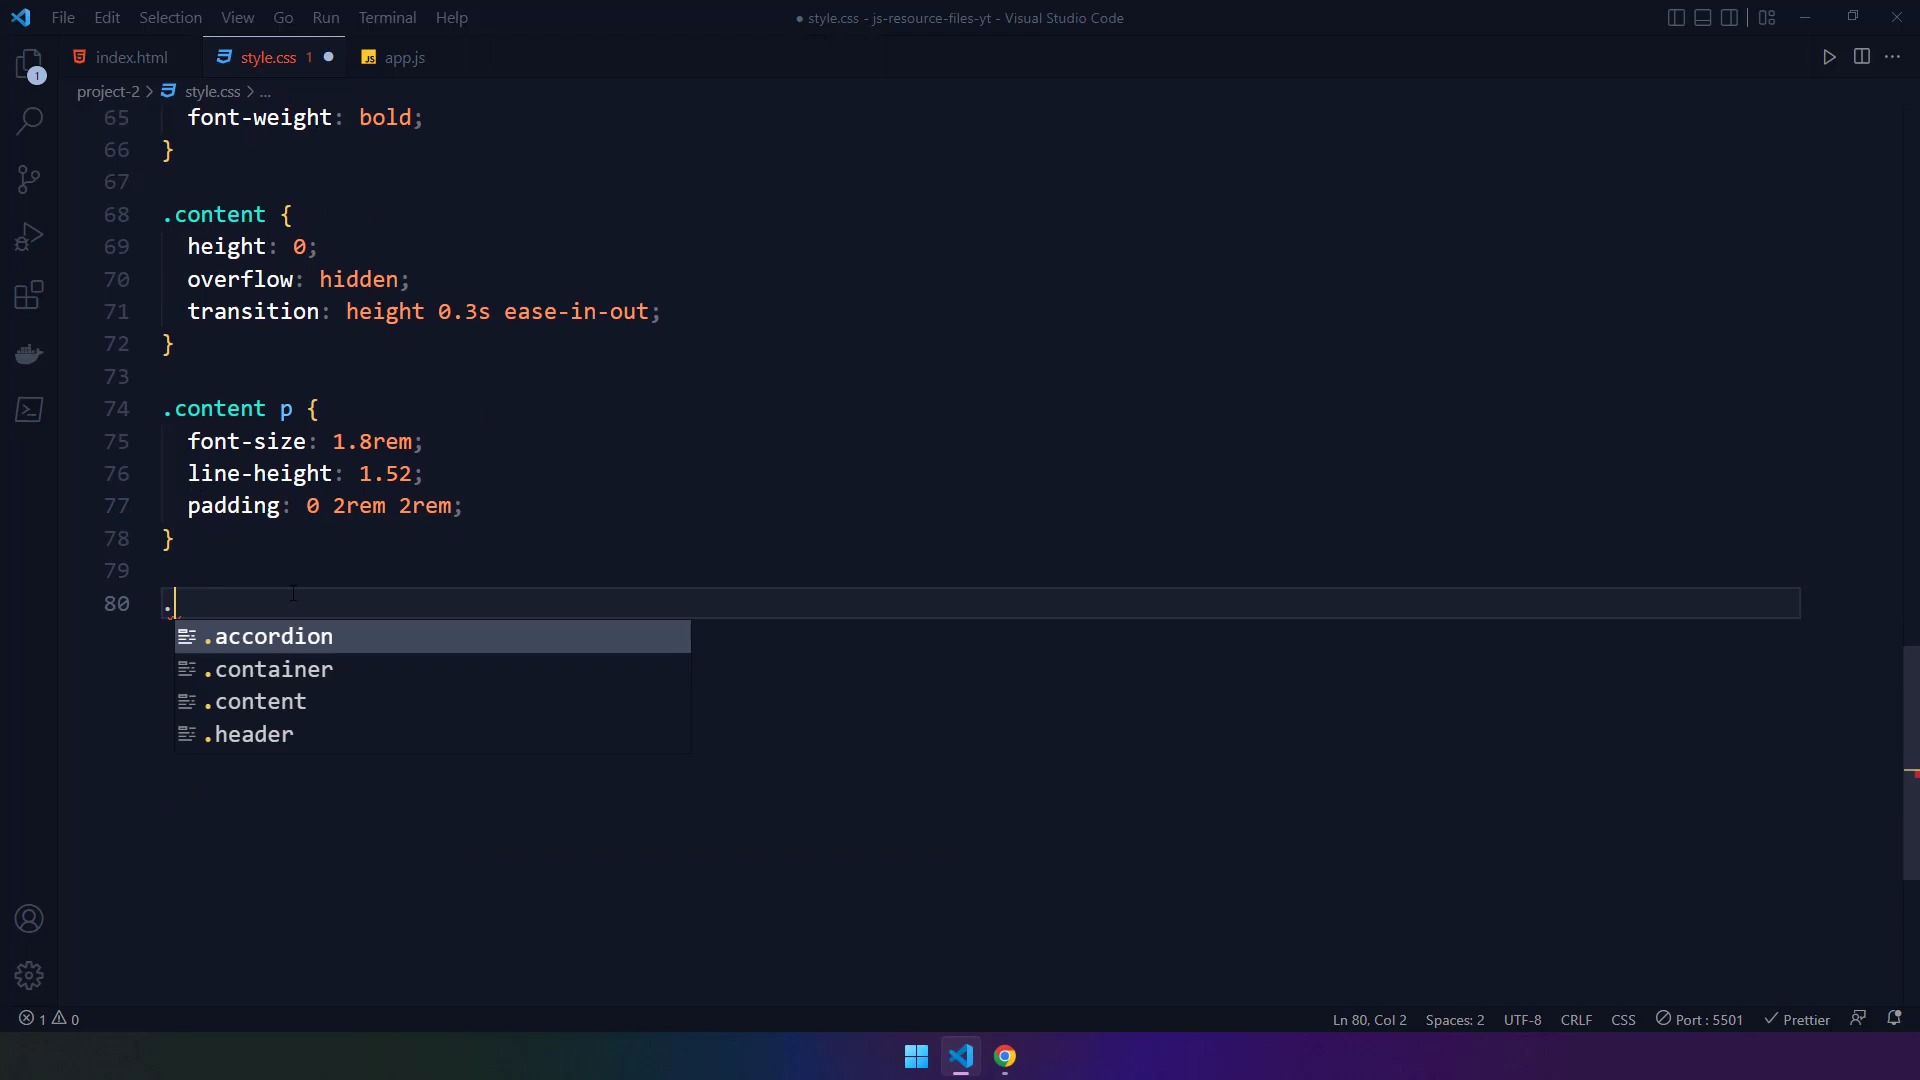 File Edit Selection View Go Run Terminal Help
● style.css - js-resource-files-yt - Visual Studio Code
1
index.html
style.css 1
JS app.js
project-2 > style.css > ...
65 font-weight: bold;
66 }
67
68 .content {
69 height: 0;
70 overflow: hidden;
71 transition: height 0.3s ease-in-out;
72 }
73
74 .content p {
75 font-size: 1.8rem;
76 line-height: 1.52;
77 padding: 0 2rem 2rem;
78 }
79
80 .
.accordion
.container
.content
.header
1 0
Ln 80, Col 2 Spaces: 2 UTF-8 CRLF CSS Port : 5501 Prettier